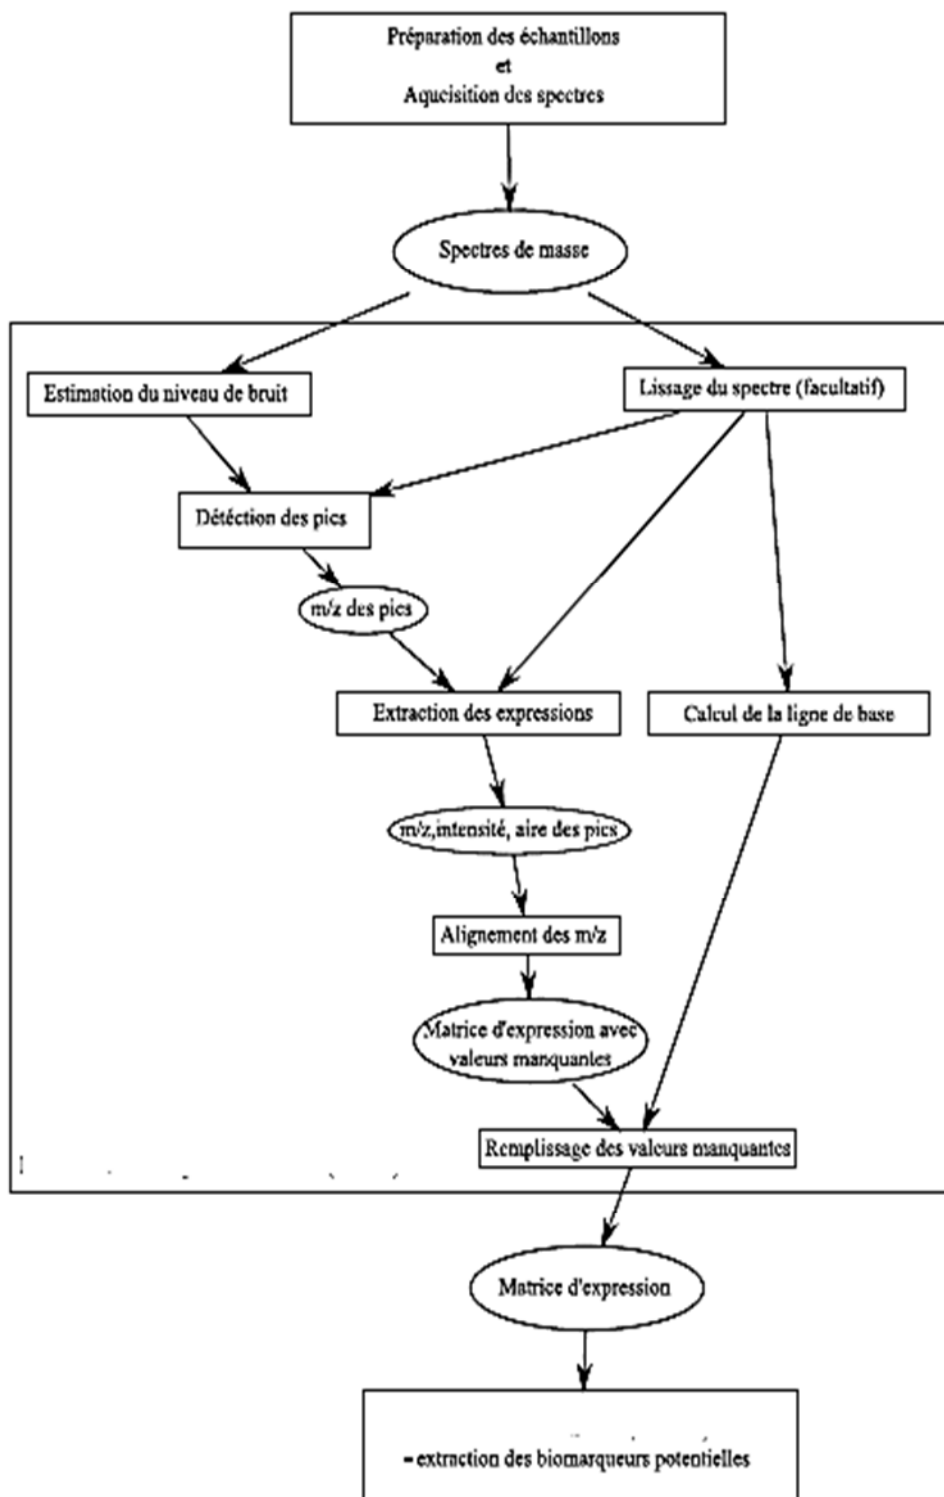 Préparation des échantillons
et
Aqueisition des spectres
Spectres de masse
Estimation du niveau de bruit
Lissage du spectre (facultatif)
Détéction des pics
m/z des pics
Extraction des expressions
Calcul de la ligne de base
m/z,intensité, aire des pics
Alignement des m/z
Matrice d'expression avec
valeurs manquantes
Remplissage des valeurs manquantes
Matrice d'expression
- extraction des biomarqueurs potentielles